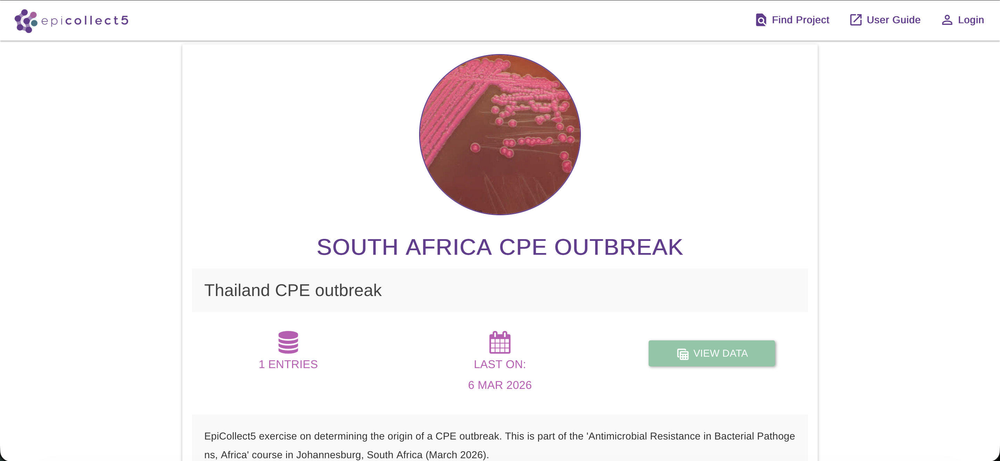 epicollect5
Find Project
User Guide
Login
SOUTH AFRICA CPE OUTBREAK
Thailand CPE outbreak
1 ENTRIES
LAST ON:
6 MAR 2026
VIEW DATA
EpiCollect5 exercise on determining the origin of a CPE outbreak. This is part of the 'Antimicrobial Resistance in Bacterial Pathoge
ns, Africa' course in Johannesburg, South Africa (March 2026).